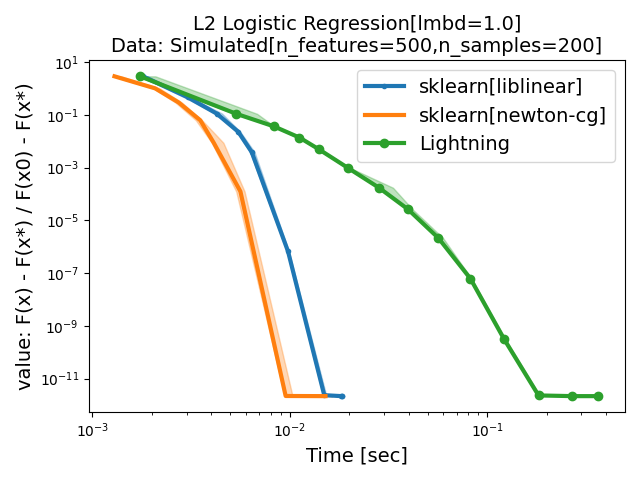 L2 Logistic Regression[lmbd=1.0]
Data: Simulated[n_features=500,n_samples=200]
value: F(x) - F(x*) / F(x0) - F(x*)
10¹
10⁻¹
10⁻³
10⁻⁵
10⁻⁷
10⁻⁹
10⁻¹¹
sklearn[liblinear]
sklearn[newton-cg]
Lightning
10⁻³
10⁻²
10⁻¹
Time [sec]